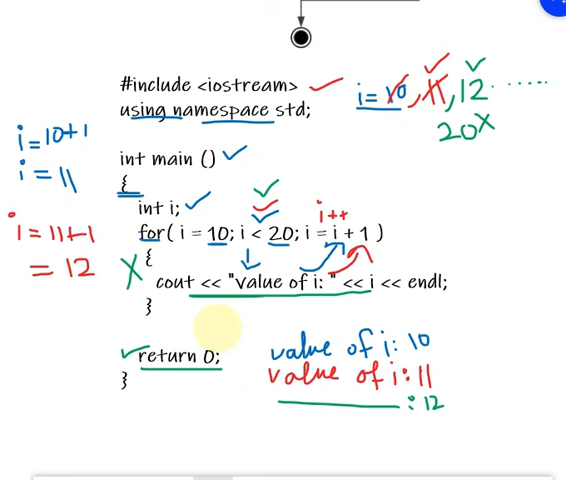 #include <iostream>
i = 10, 11, 12 ......
using namespace std;
20x
i = 10+1
int main ()
i = 11
{
int i;
i++
i = 11+1
for( i = 10; i < 20; i = i + 1 )
= 12
{
cout << "value of i: " << i << endl;
}
value of i: 10
return 0;
value of i: 11
}
: 12